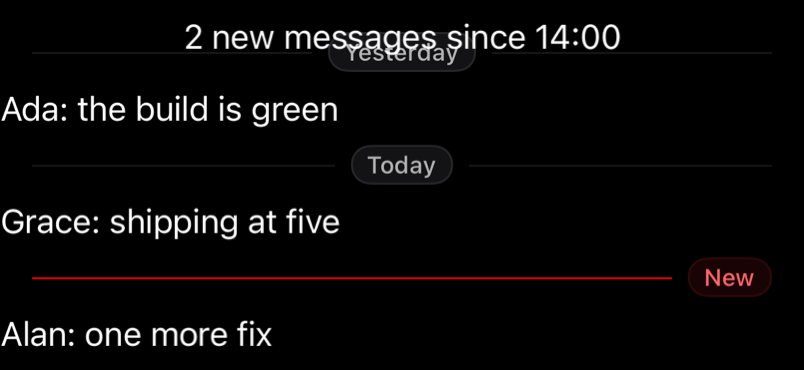 2 new messages since 14:00
Yesterday
Ada: the build is green
Today
Grace: shipping at five
New
Alan: one more fix